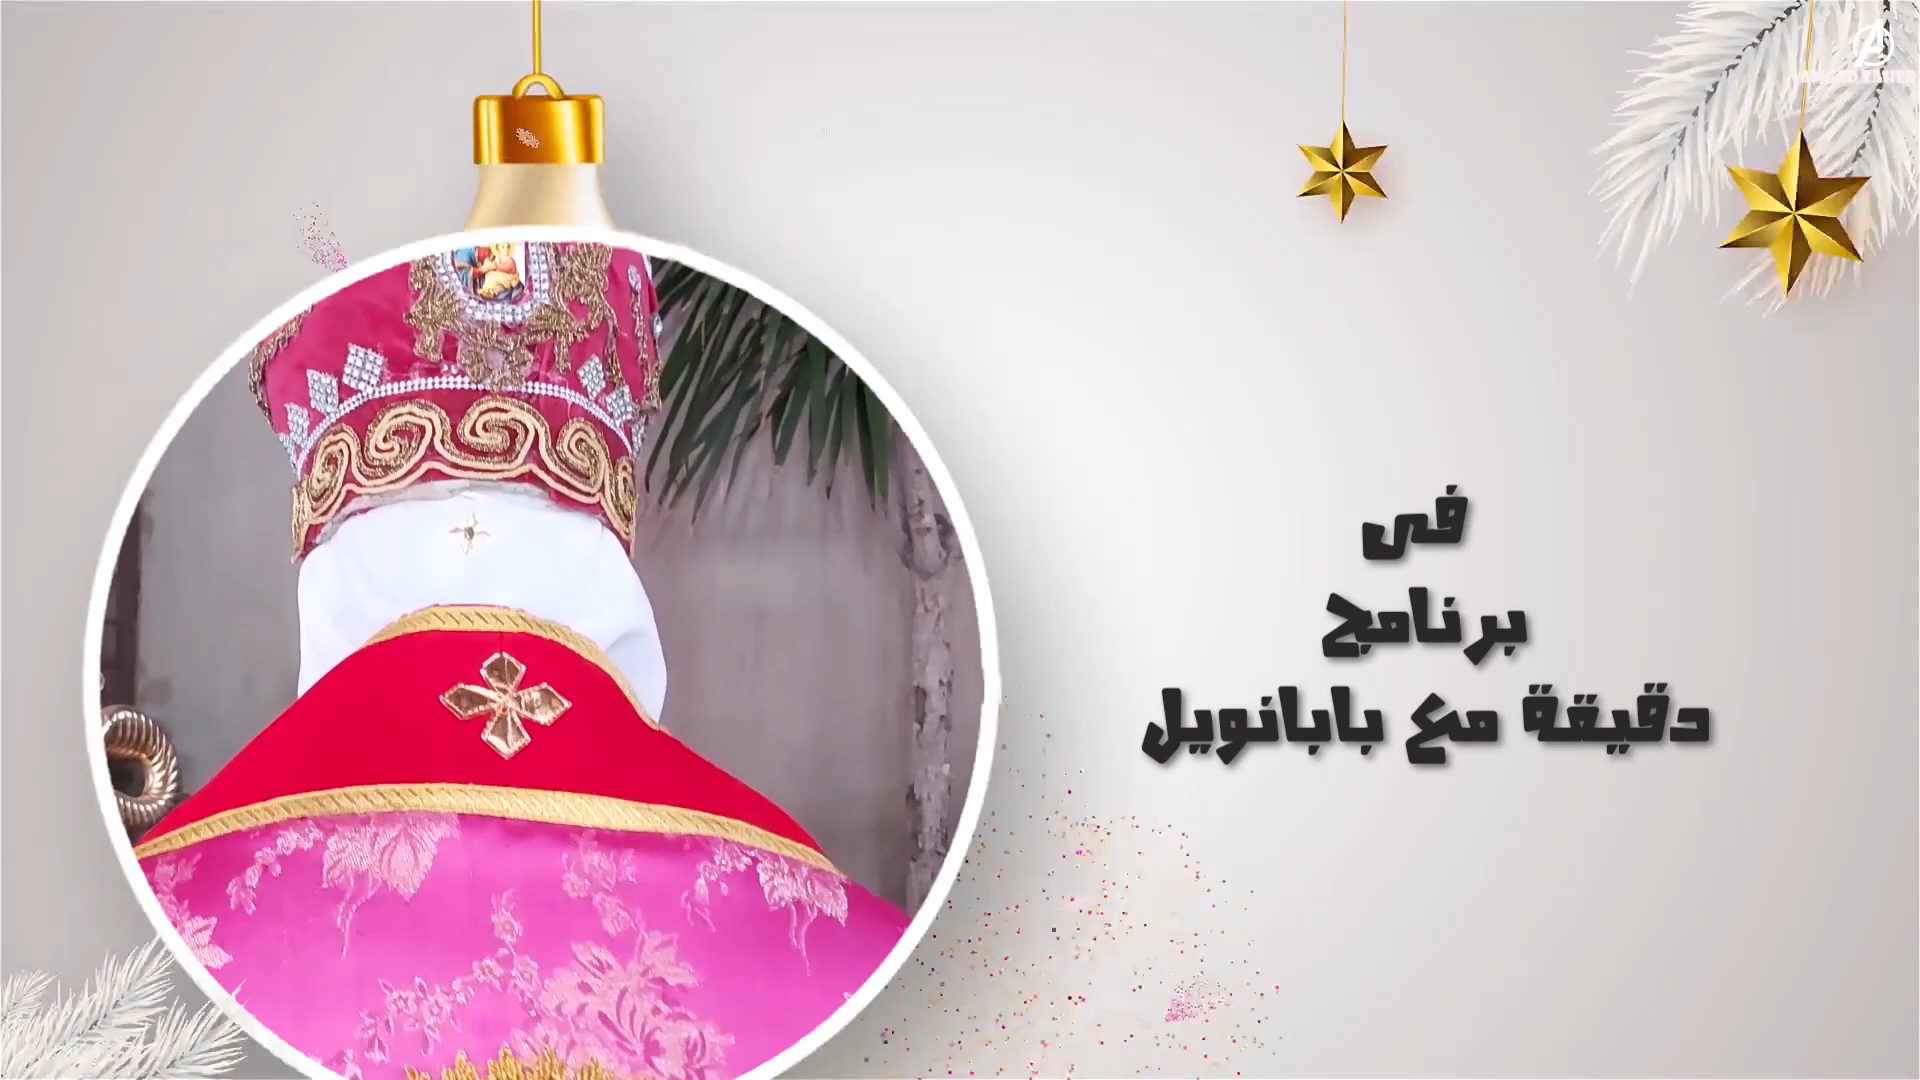 فى
برنامج
دقيقة مع بابانويل